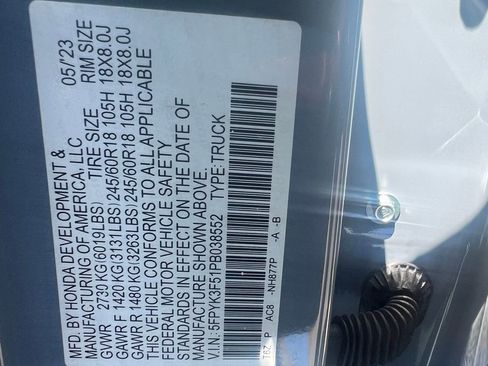 MFD. BY HONDA DEVELOPMENT &
MANUFACTURING OF AMERICA, LLC 05/'23
TIRE SIZE RIM SIZE
GVWR 2730 KG(6019LBS)
GAWR F 1420 KG(3131LBS) 245/60R18 105H 18X8.0J
GAWR R 1480 KG(3263LBS) 245/60R18 105H 18X8.0J
THIS VEHICLE CONFORMS TO ALL APPLICABLE
FEDERAL MOTOR VEHICLE SAFETY
STANDARDS IN EFFECT ON THE DATE OF
MANUFACTURE SHOWN ABOVE.
V.I.N.: 5FPYK3F51PB038552 TYPE:TRUCK
T6Z P AC8 -NH877P -A -B